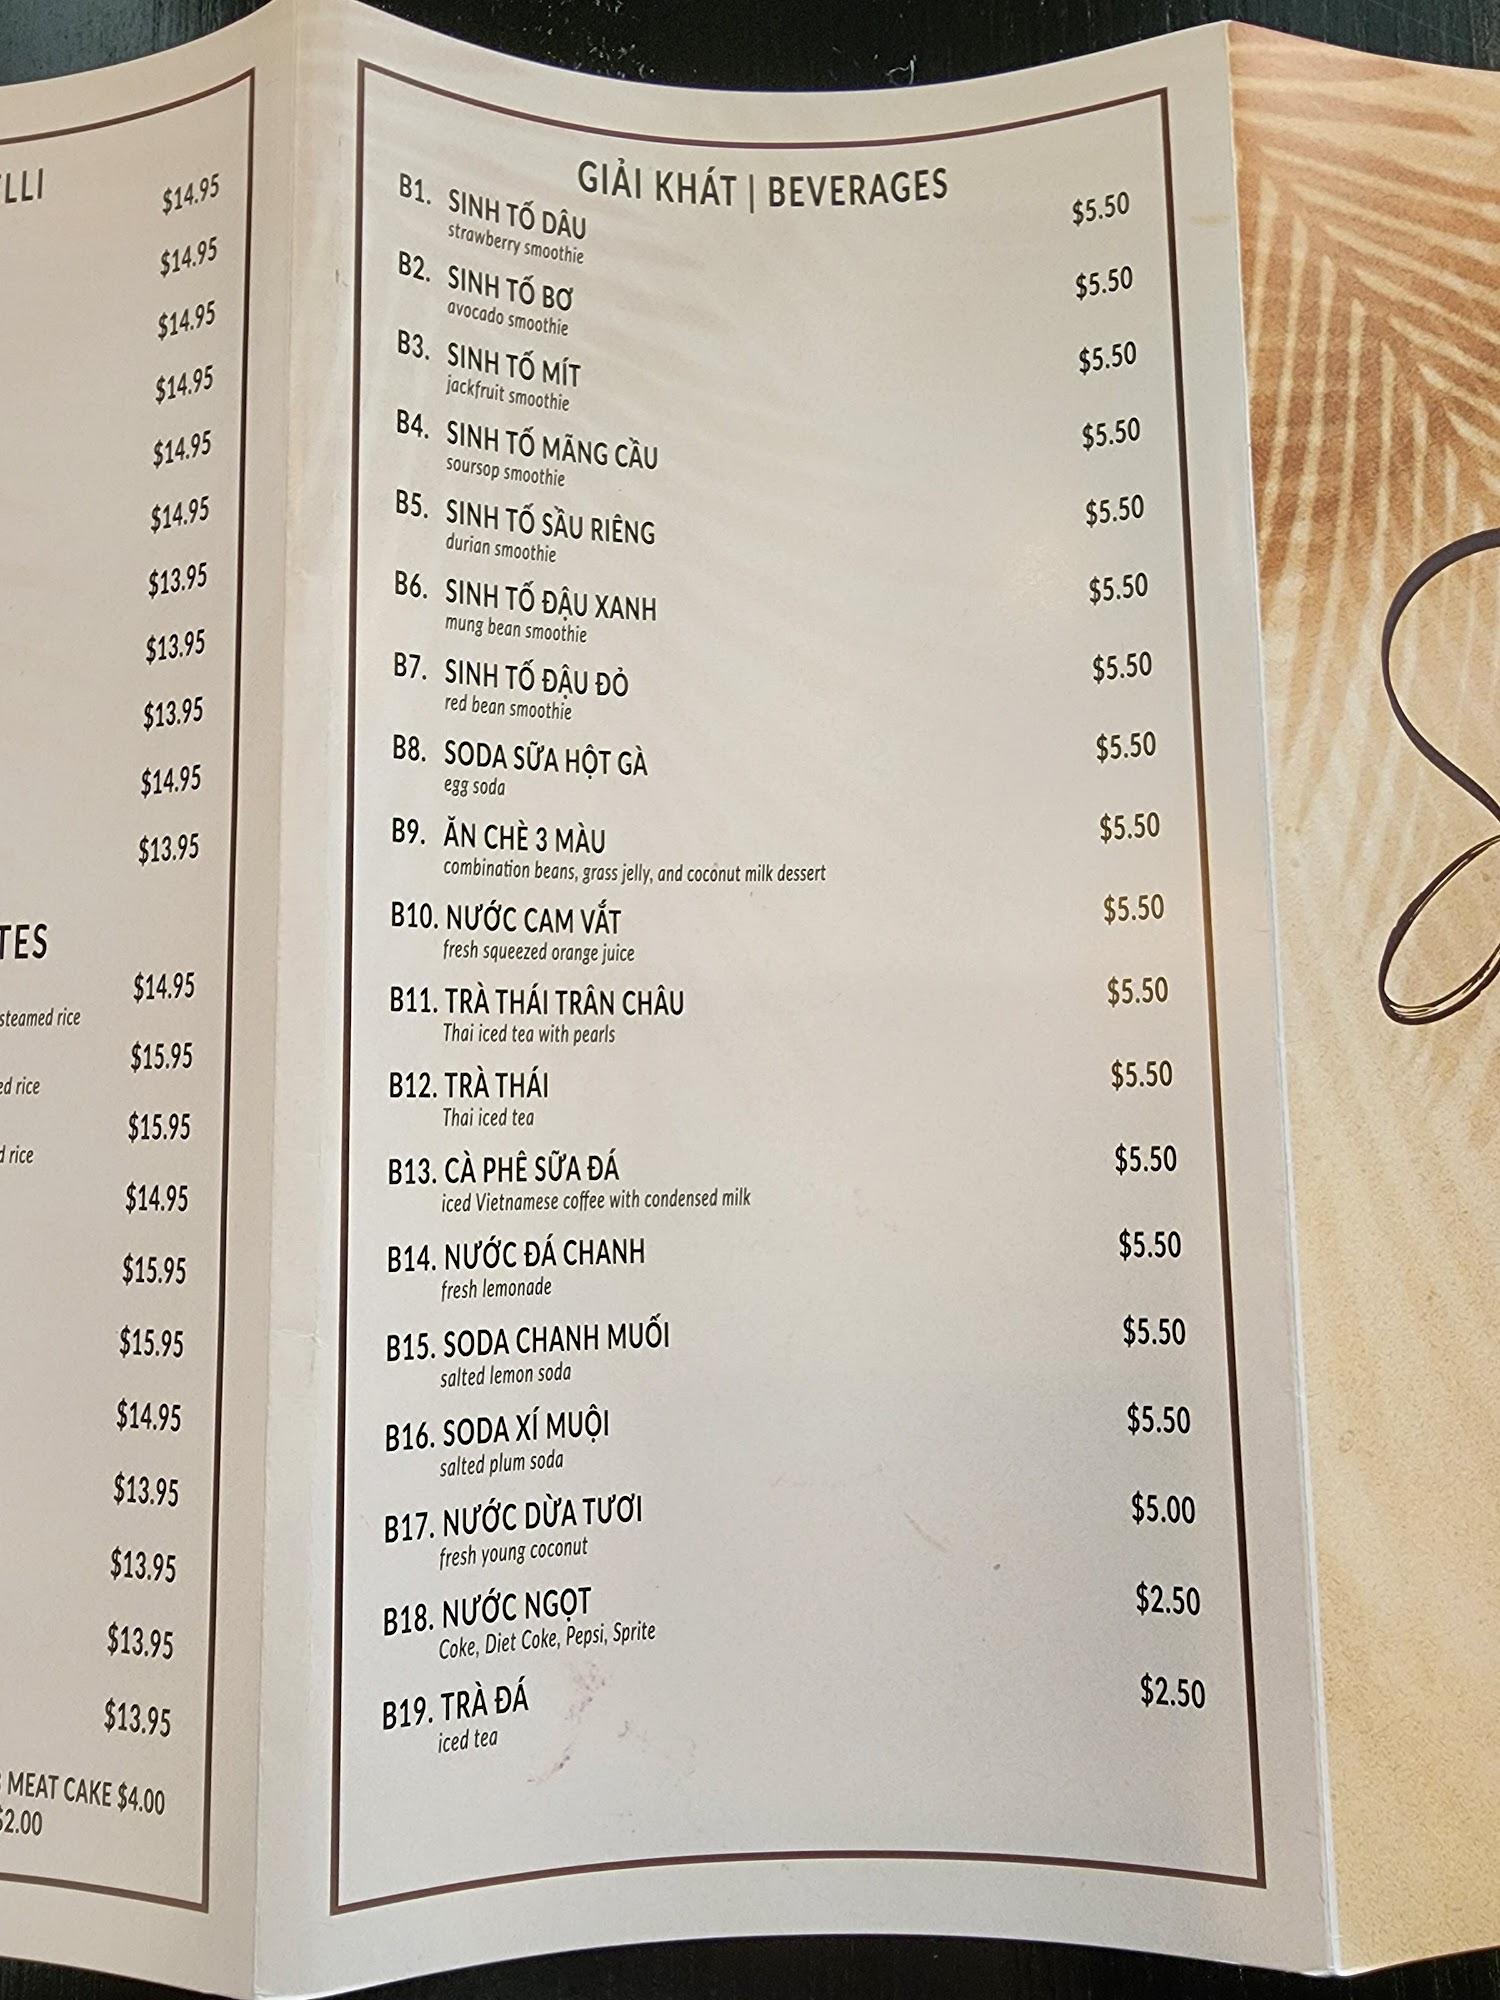 LLI
$14.95
$14.95
$14.95
$14.95
$14.95
$14.95
$13.95
$13.95
$13.95
$14.95
$13.95
TES
$14.95
steamed rice
$15.95
ed rice
$15.95
d rice
$14.95
$15.95
$15.95
$14.95
$13.95
$13.95
$13.95
$13.95
MEAT CAKE $4.00
$2.00
GIẢI KHÁT | BEVERAGES
B1. SINH TỐ DÂU $5.50
strawberry smoothie
B2. SINH TỐ BƠ $5.50
avocado smoothie
B3. SINH TỐ MÍT $5.50
jackfruit smoothie
B4. SINH TỐ MÃNG CẦU $5.50
soursop smoothie
B5. SINH TỐ SẦU RIÊNG $5.50
durian smoothie
B6. SINH TỐ ĐẬU XANH $5.50
mung bean smoothie
B7. SINH TỐ ĐẬU ĐỎ $5.50
red bean smoothie
B8. SODA SỮA HỘT GÀ $5.50
egg soda
B9. ĂN CHÈ 3 MÀU $5.50
combination beans, grass jelly, and coconut milk dessert
B10. NƯỚC CAM VẮT $5.50
fresh squeezed orange juice
B11. TRÀ THÁI TRÂN CHÂU $5.50
Thai iced tea with pearls
B12. TRÀ THÁI $5.50
Thai iced tea
B13. CÀ PHÊ SỮA ĐÁ $5.50
iced Vietnamese coffee with condensed milk
B14. NƯỚC ĐÁ CHANH $5.50
fresh lemonade
B15. SODA CHANH MUỐI $5.50
salted lemon soda
B16. SODA XÍ MUỘI $5.50
salted plum soda
B17. NƯỚC DỪA TƯƠI $5.00
fresh young coconut
B18. NƯỚC NGỌT $2.50
Coke, Diet Coke, Pepsi, Sprite
B19. TRÀ ĐÁ $2.50
iced tea